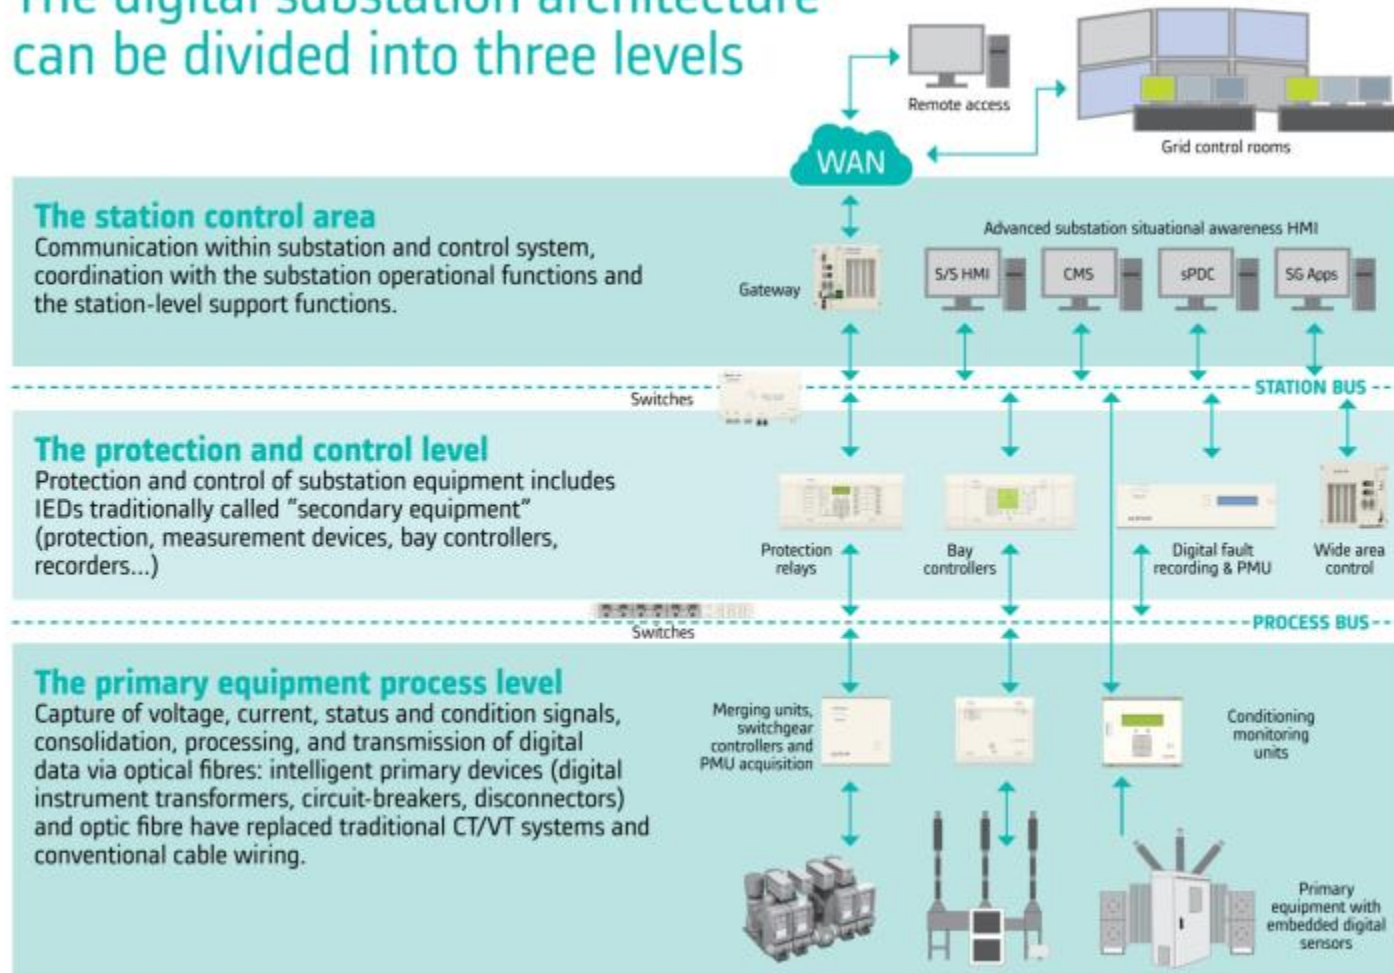 The digital substation architecture
can be divided into three levels
Remote access
Grid control rooms
WAN
The station control area
Communication within substation and control system,
coordination with the substation operational functions and
the station-level support functions.
Advanced substation situational awareness HMI
Gateway
S/S HMI
CMS
sPDC
SG Apps
Switches
STATION BUS
The protection and control level
Protection and control of substation equipment includes
IEDs traditionally called "secondary equipment"
(protection, measurement devices, bay controllers,
recorders...)
Protection
relays
Bay
controllers
Digital fault
recording & PMU
Wide area
control
Switches
PROCESS BUS
The primary equipment process level
Capture of voltage, current, status and condition signals,
consolidation, processing, and transmission of digital
data via optical fibres: intelligent primary devices (digital
instrument transformers, circuit-breakers, disconnectors)
and optic fibre have replaced traditional CT/VT systems and
conventional cable wiring.
Merging units,
switchgear
controllers and
PMU acquisition
Conditioning
monitoring
units
Primary
equipment with
embedded digital
sensors